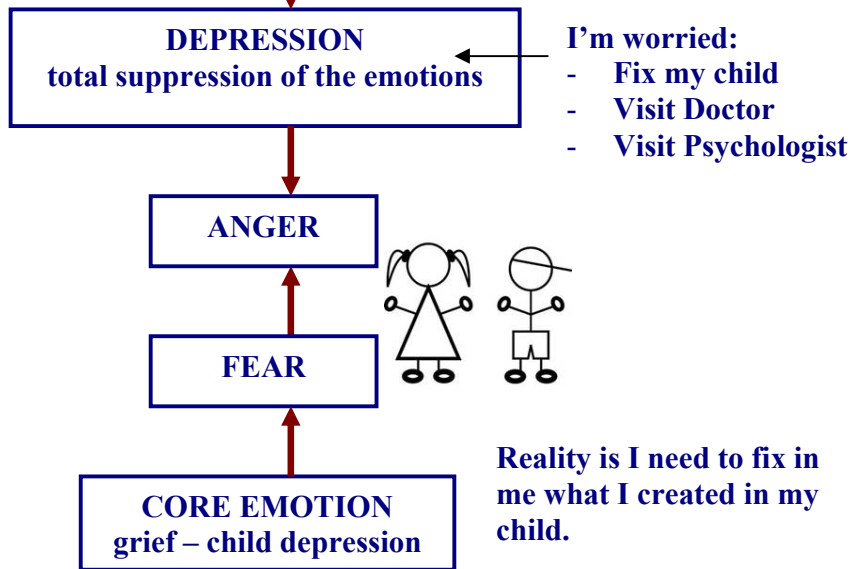 DEPRESSION
total suppression of the emotions
I’m worried:
- Fix my child
- Visit Doctor
- Visit Psychologist
ANGER
FEAR
CORE EMOTION
grief – child depression
Reality is I need to fix in
me what I created in my
child.